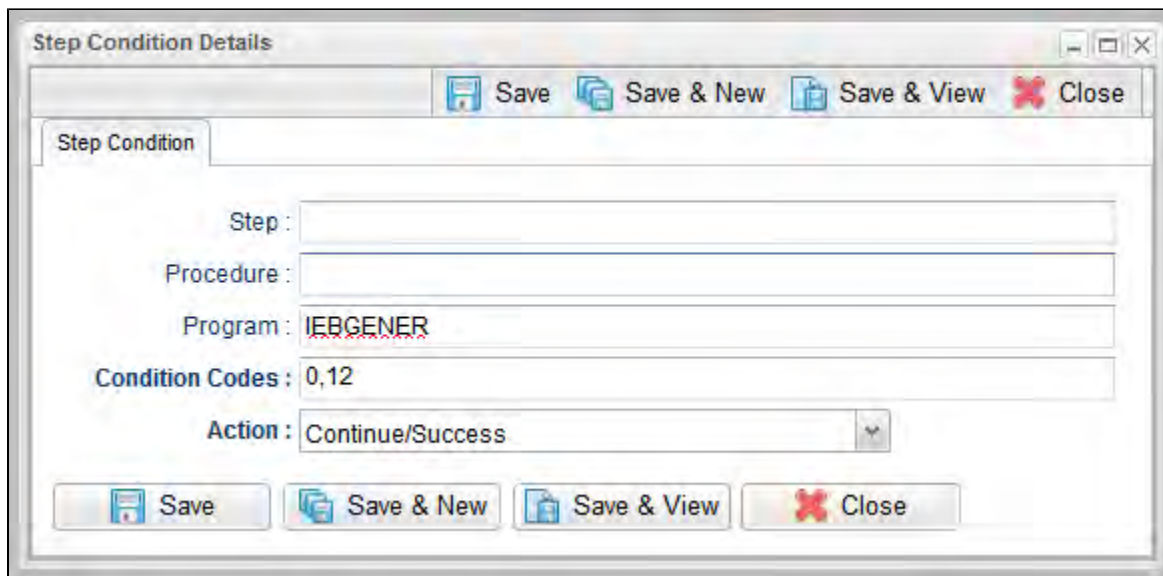 Step Condition Details
Save Save & New Save & View Close
Step Condition
Step :
Procedure :
Program : IEBGENER
Condition Codes : 0,12
Action : Continue/Success
Save Save & New Save & View Close